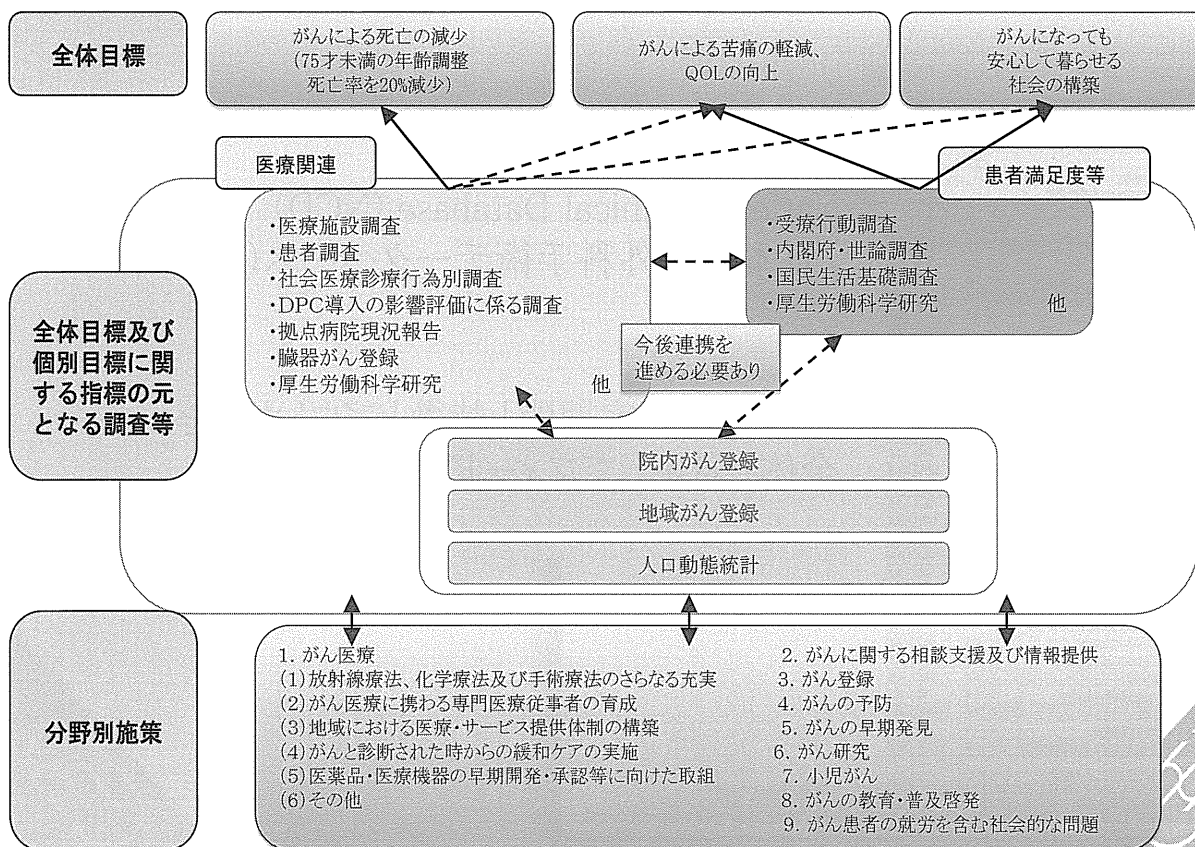 全体目標
がんによる死亡の減少
(75才未満の年齢調整
死亡率を20%減少)
がんによる苦痛の軽減、
QOLの向上
がんになっても
安心して暮らせる
社会の構築
医療関連
患者満足度等
・医療施設調査
・患者調査
・社会医療診療行為別調査
・DPC導入の影響評価に係る調査
・拠点病院現況報告
・臓器がん登録
・厚生労働科学研究 他
・受療行動調査
・内閣府・世論調査
・国民生活基礎調査
・厚生労働科学研究 他
全体目標及び
個別目標に関
する指標の元
となる調査等
今後連携を
進める必要あり
院内がん登録
地域がん登録
人口動態統計
分野別施策
1. がん医療
(1)放射線療法、化学療法及び手術療法のさらなる充実
(2)がん医療に携わる専門医療従事者の育成
(3)地域における医療・サービス提供体制の構築
(4)がんと診断された時からの緩和ケアの実施
(5)医薬品・医療機器の早期開発・承認等に向けた取組
(6)その他
2. がんに関する相談支援及び情報提供
3. がん登録
4. がんの予防
5. がんの早期発見
6. がん研究
7. 小児がん
8. がんの教育・普及啓発
9. がん患者の就労を含む社会的な問題